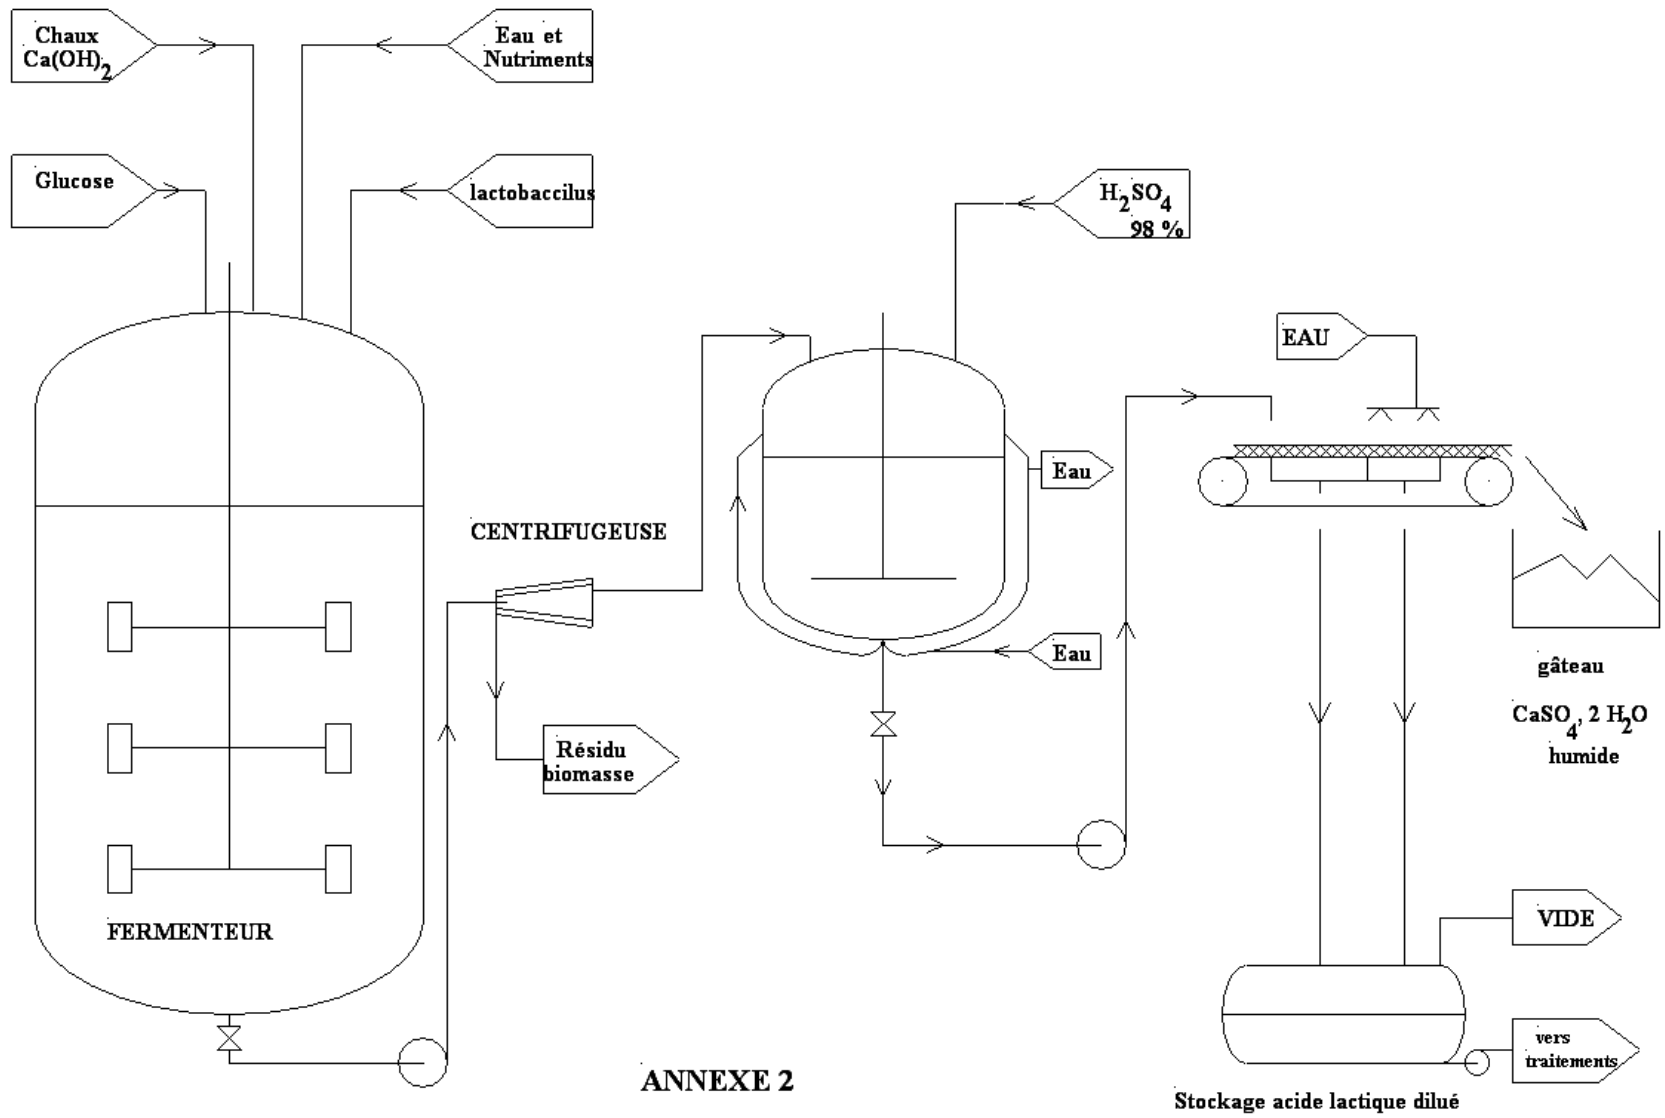 Chaux
Ca(OH)2
Eau et
Nutriments
Glucose
lactobaccilus
H2SO4
98 %
EAU
Eau
CENTRIFUGEUSE
Eau
gâteau
CaSO4, 2 H2O
humide
Résidu
biomasse
FERMENTEUR
VIDE
vers
traitements
ANNEXE 2
Stockage acide lactique dilué